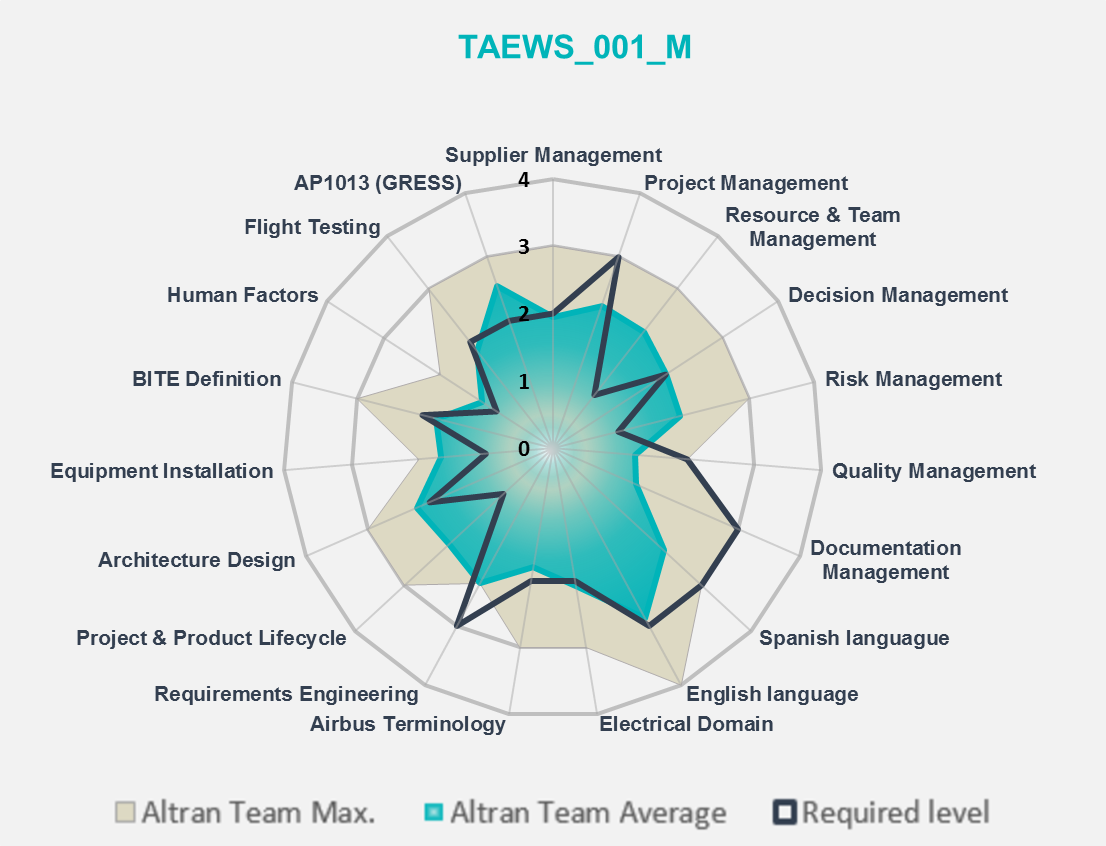 TAEWS_001_M
Supplier Management
AP1013 (GRESS)
4
Project Management
Resource & Team
Management
Flight Testing
3
Human Factors
Decision Management
2
BITE Definition
1
Risk Management
0
Equipment Installation
Quality Management
Architecture Design
Documentation
Management
Project & Product Lifecycle
Spanish languague
Requirements Engineering
English language
Airbus Terminology
Electrical Domain
Altran Team Max.
Altran Team Average
Required level